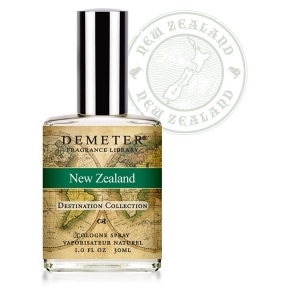 NEW ZEALAND
NEW ZEALAND
DEMETER
FRAGRANCE LIBRARY
New Zealand
DESTINATION COLLECTION
COLOGNE SPRAY
VAPORISATEUR NATUREL
1.0 FL OZ 30ML